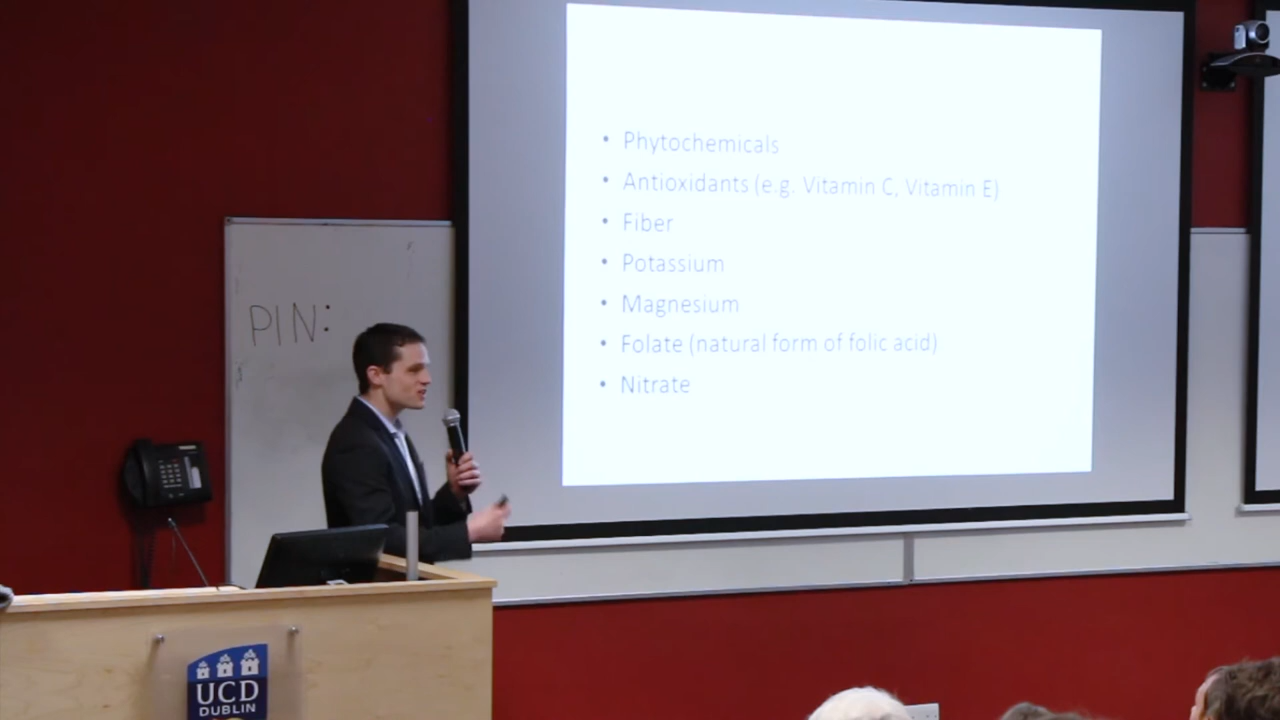 • Phytochemicals
• Antioxidants (e.g. Vitamin C, Vitamin E)
• Fiber
• Potassium
• Magnesium
• Folate (natural form of folic acid)
• Nitrate
PIN:
UCD
DUBLIN